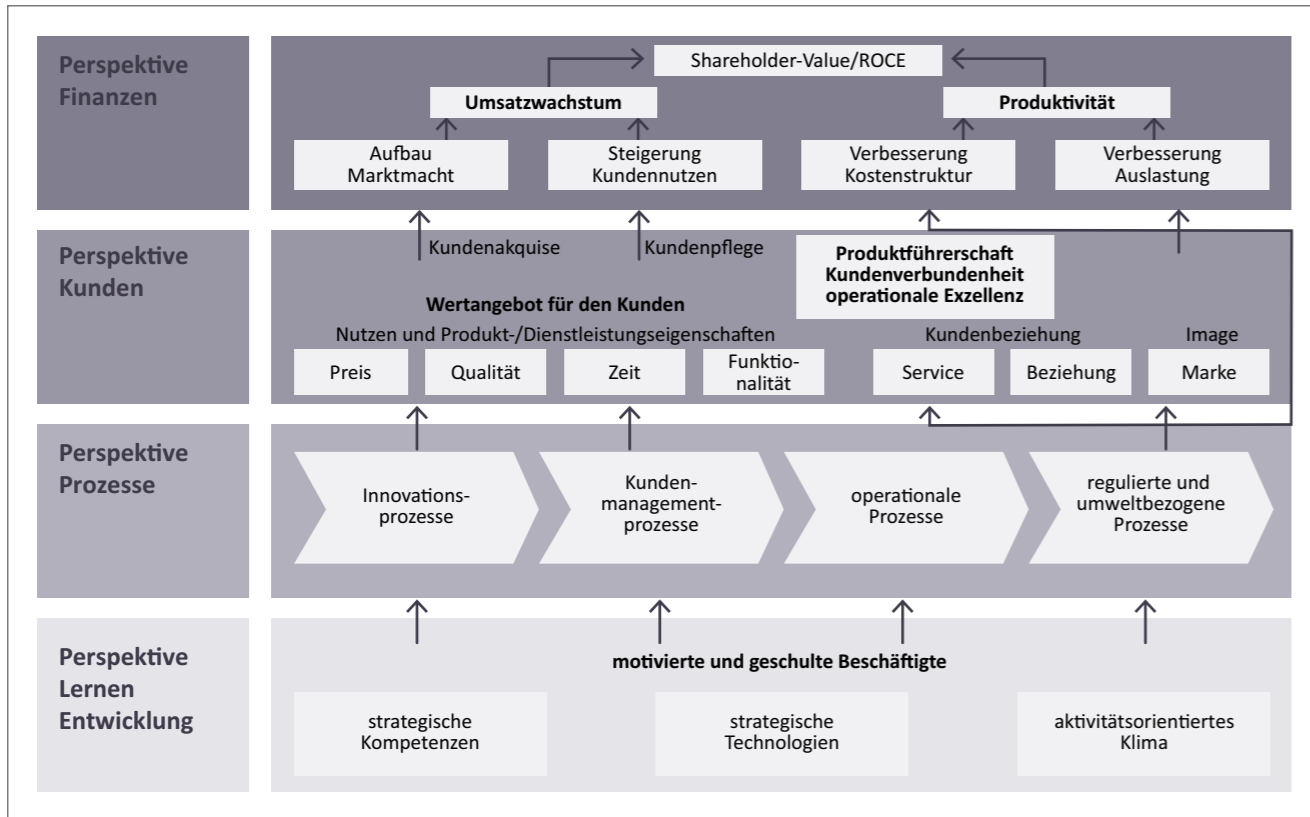 Perspektive
Finanzen
Shareholder-Value/ROCE
Umsatzwachstum
Produktivität
Aufbau
Marktmacht
Steigerung
Kundennutzen
Verbesserung
Kostenstruktur
Verbesserung
Auslastung
Perspektive
Kunden
Kundenakquise
Kundenpflege
Produktführerschaft
Kundenverbundenheit
operationale Exzellenz
Wertangebot für den Kunden
Nutzen und Produkt-/Dienstleistungseigenschaften
Kundenbeziehung
Image
Preis
Qualität
Zeit
Funktio-
nalität
Service
Beziehung
Marke
Perspektive
Prozesse
Innovations-
prozesse
Kunden-
management-
prozesse
operationale
Prozesse
regulierte und
umweltbezogene
Prozesse
Perspektive
Lernen
Entwicklung
motivierte und geschulte Beschäftigte
strategische
Kompetenzen
strategische
Technologien
aktivitätsorientiertes
Klima